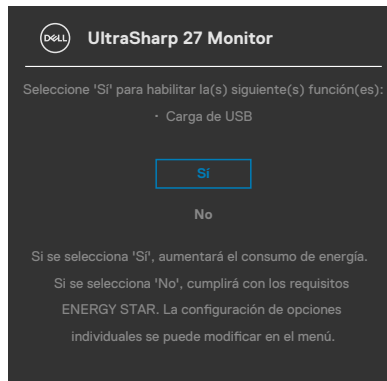 DELL
UltraSharp 27 Monitor
Seleccione 'Sí' para habilitar la(s) siguiente(s) función(es):
· Carga de USB
Sí
No
Si se selecciona 'Sí', aumentará el consumo de energía.
Si se selecciona 'No', cumplirá con los requisitos
ENERGY STAR. La configuración de opciones
individuales se puede modificar en el menú.